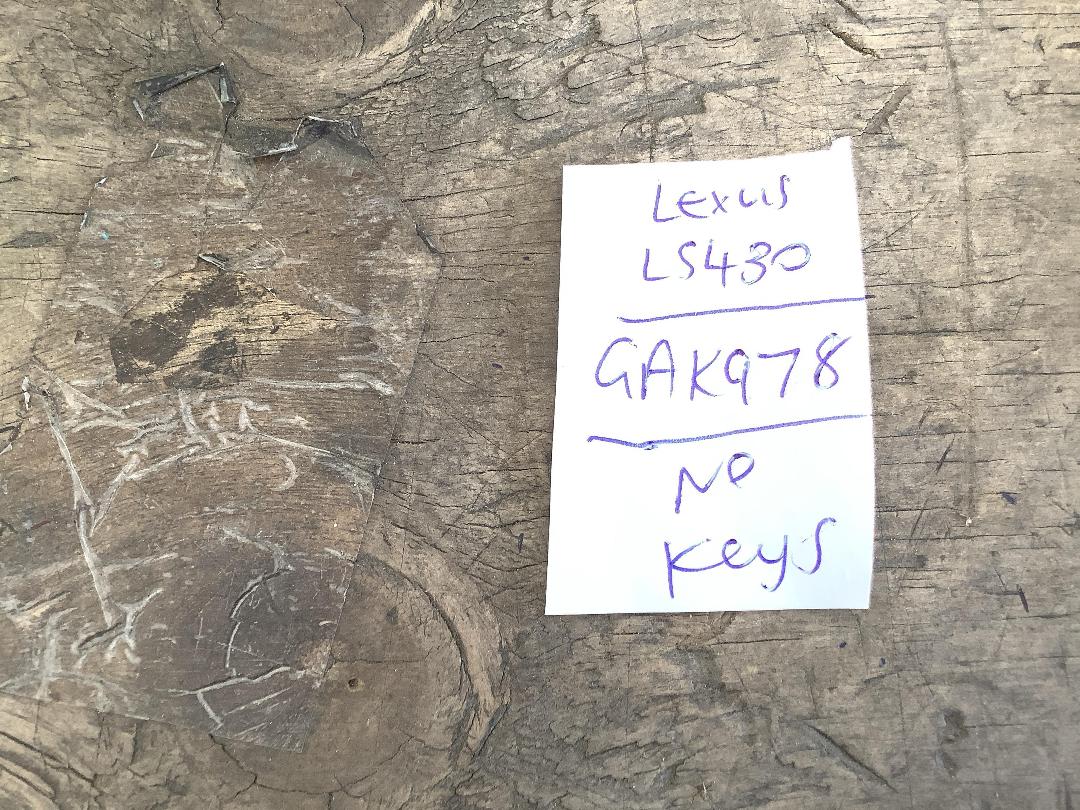 Lexus
LS430
GAK978
NO
Keys